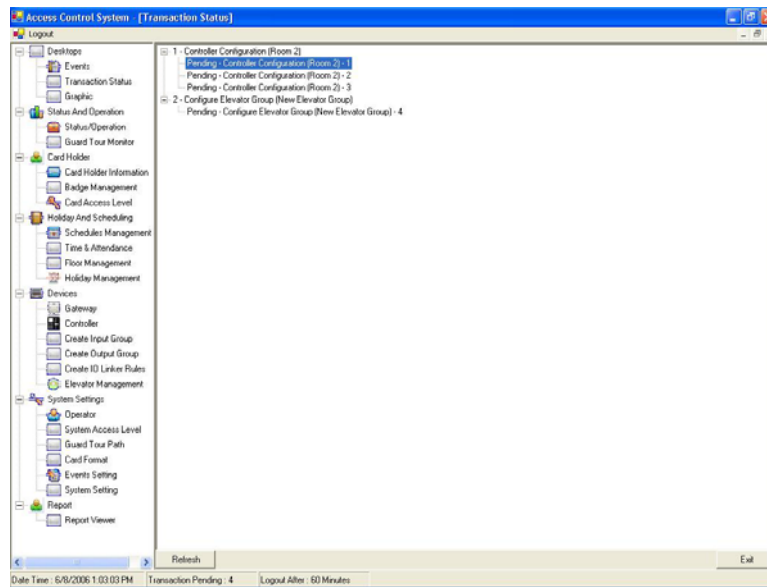 Access Control System - [Transaction Status]
Logout
Desktops
Events
Transaction Status
Graphic
Status And Operation
Status/Operation
Guard Tour Monitor
Card Holder
Card Holder Information
Badge Management
Card Access Level
Holiday And Scheduling
Schedules Management
Time & Attendance
Floor Management
Holiday Management
Devices
Gateway
Controller
Create Input Group
Create Output Group
Create IO Linker Rules
Elevator Management
System Settings
Operator
System Access Level
Guard Tour Path
Card Format
Events Setting
System Setting
Report
Report Viewer
1 - Controller Configuration (Room 2)
Pending - Controller Configuration (Room 2) - 1
Pending - Controller Configuration (Room 2) - 2
Pending - Controller Configuration (Room 2) - 3
2 - Configure Elevator Group (New Elevator Group)
Pending - Configure Elevator Group (New Elevator Group) - 4
Refresh
Exit
Date Time : 6/8/2006 1:03:03 PM
Transaction Pending : 4
Logout After : 60 Minutes